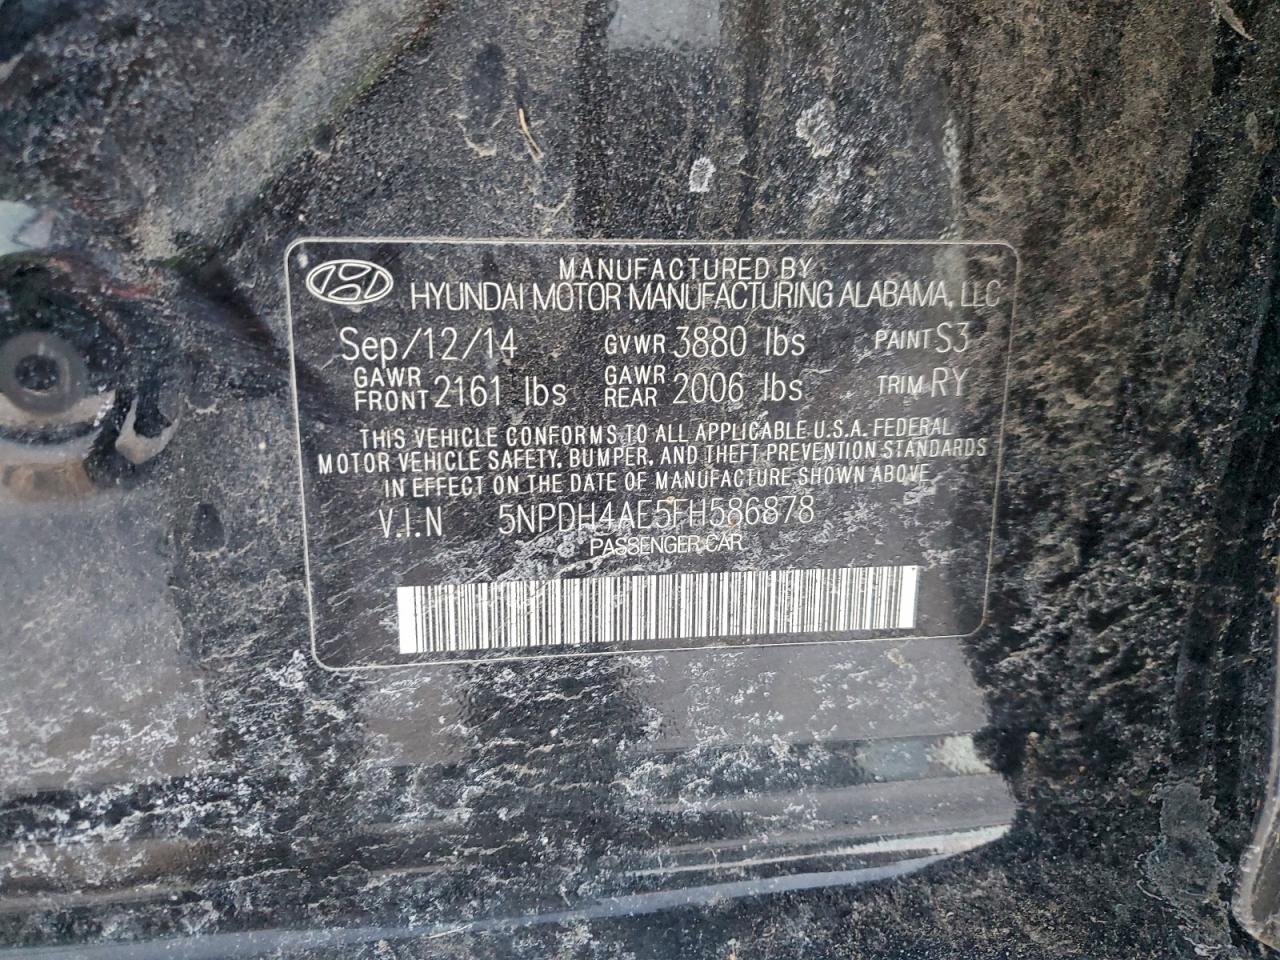 MANUFACTURED BY
HYUNDAI MOTOR MANUFACTURING ALABAMA, LLC
Sep/12/14 GVWR 3880 lbs PAINT S3
GAWR FRONT 2161 lbs GAWR REAR 2006 lbs TRIM RY
THIS VEHICLE CONFORMS TO ALL APPLICABLE U.S.A. FEDERAL
MOTOR VEHICLE SAFETY, BUMPER, AND THEFT PREVENTION STANDARDS
IN EFFECT ON THE DATE OF MANUFACTURE SHOWN ABOVE
V.I.N 5NPDH4AE5FH586878
PASSENGER CAR